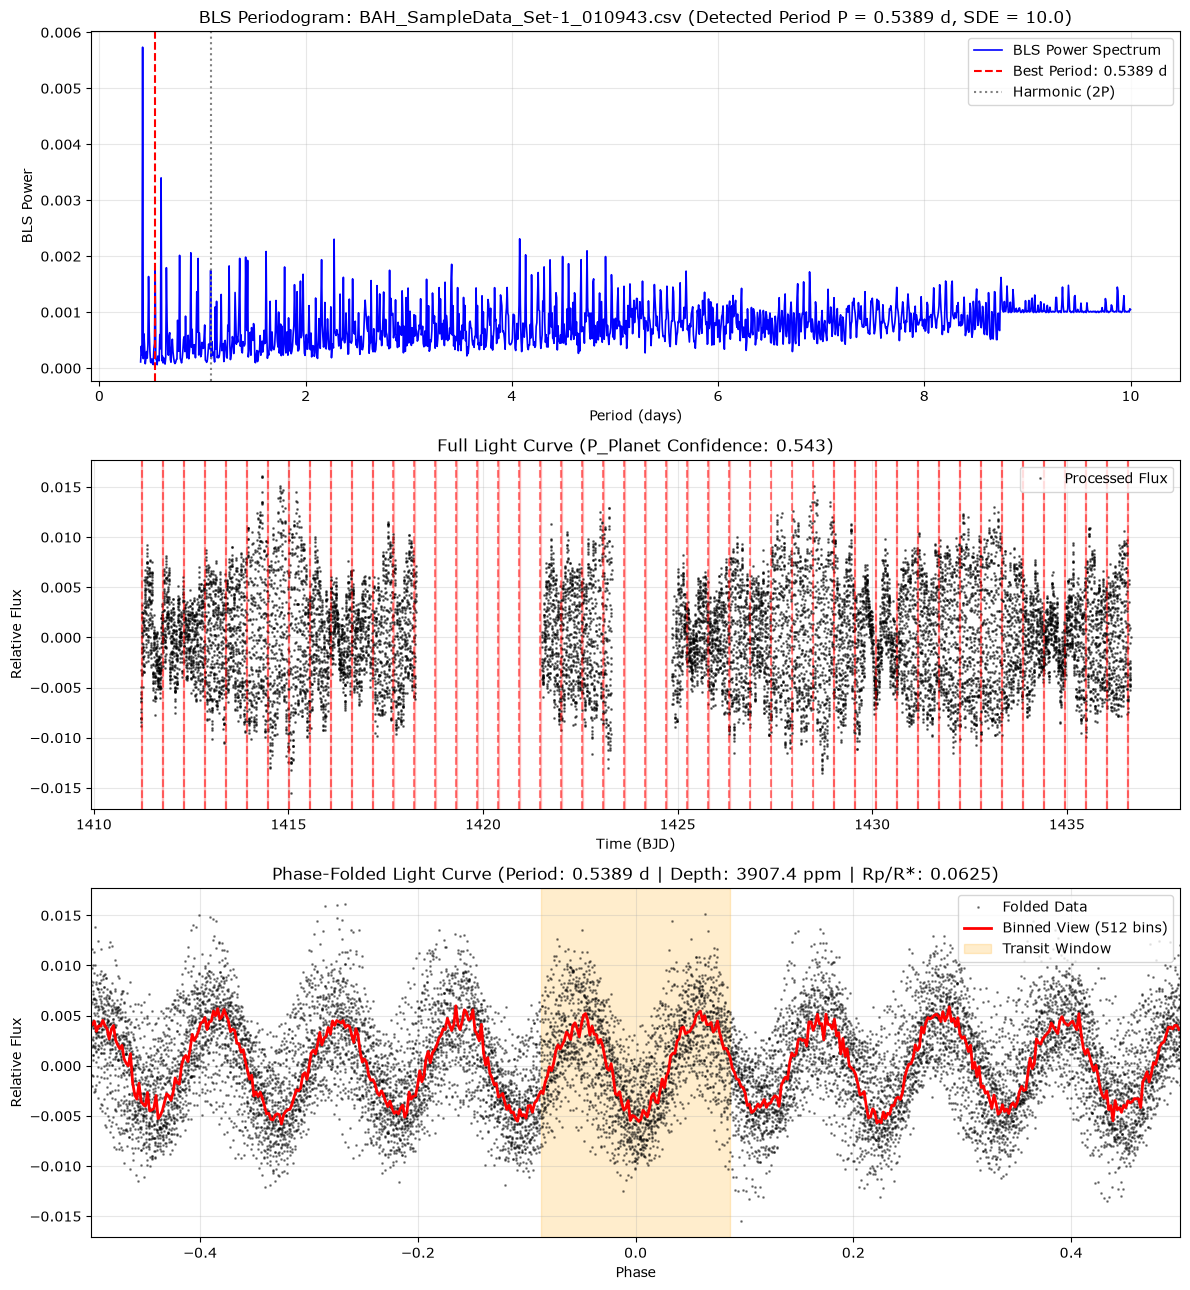 BLS Periodogram: BAH_SampleData_Set-1_010943.csv (Detected Period P = 0.5389 d, SDE = 10.0)
BLS Power
0.006
0.005
0.004
0.003
0.002
0.001
0.000
BLS Power Spectrum
Best Period: 0.5389 d
Harmonic (2P)
0 2 4 6 8 10
Period (days)
Full Light Curve (P_Planet Confidence: 0.543)
Relative Flux
0.015
0.010
0.005
0.000
−0.005
−0.010
−0.015
Processed Flux
1410 1415 1420 1425 1430 1435
Time (BJD)
Phase-Folded Light Curve (Period: 0.5389 d | Depth: 3907.4 ppm | Rp/R*: 0.0625)
Relative Flux
0.015
0.010
0.005
0.000
−0.005
−0.010
−0.015
Folded Data
Binned View (512 bins)
Transit Window
−0.4 −0.2 0.0 0.2 0.4
Phase